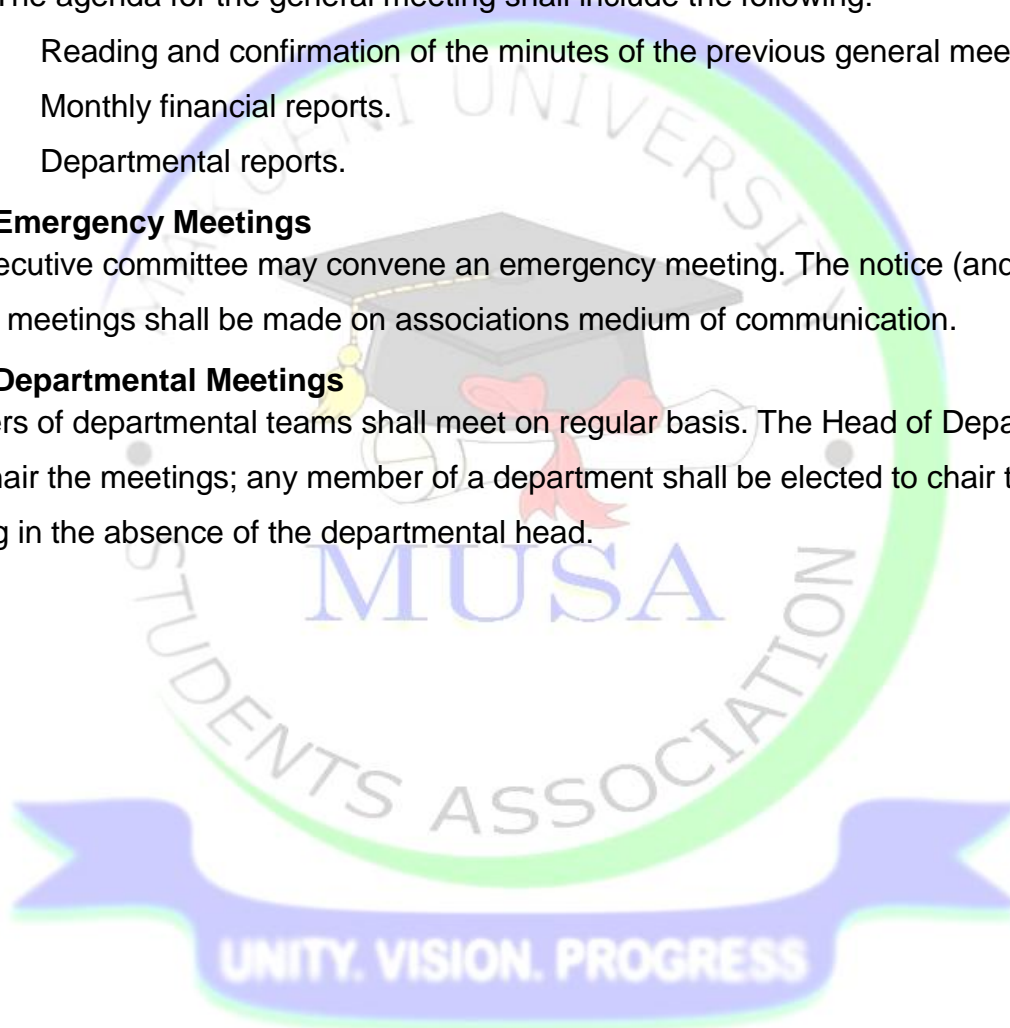 The agenda for the general meeting shall include the following:
Reading and confirmation of the minutes of the previous general mee
Monthly financial reports.
Departmental reports.
Emergency Meetings
ecutive committee may convene an emergency meeting. The notice (and
meetings shall be made on associations medium of communication.
Departmental Meetings
ers of departmental teams shall meet on regular basis. The Head of Depa
hair the meetings; any member of a department shall be elected to chair t
g in the absence of the departmental head.
MAKUENI UNIVERSITY
MUSA
STUDENTS ASSOCIATION
UNITY. VISION. PROGRESS